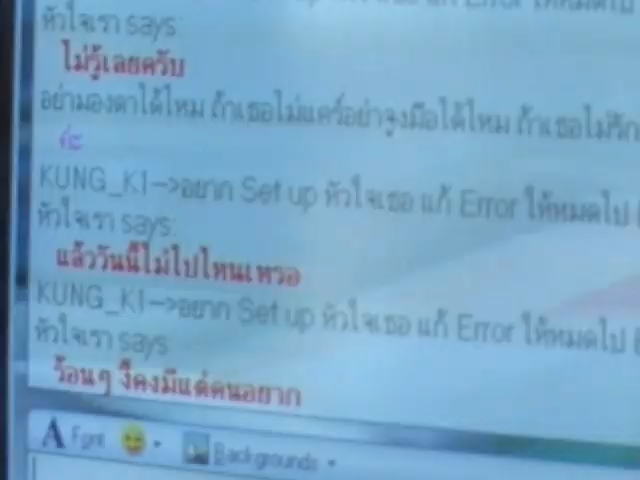 หัวใจเรา says:
ไม่รู้เลยครับ
อย่ามองตาได้ไหม ถ้าเธอไม่แคร์อย่าจูงมือได้ไหม ถ้าเธอไม่รัก
ค่ะ
KUNG_KI->อยาก Set up หัวใจเธอ แก้ Error ให้หมดไป
หัวใจเรา says:
แล้ววันนี้ไม่ไปไหนเหรอ
KUNG_KI->อยาก Set up หัวใจเธอ แก้ Error ให้หมดไป
หัวใจเรา says:
ร้อนๆ งี้คงมีแต่คนอยาก
A Font Backgrounds